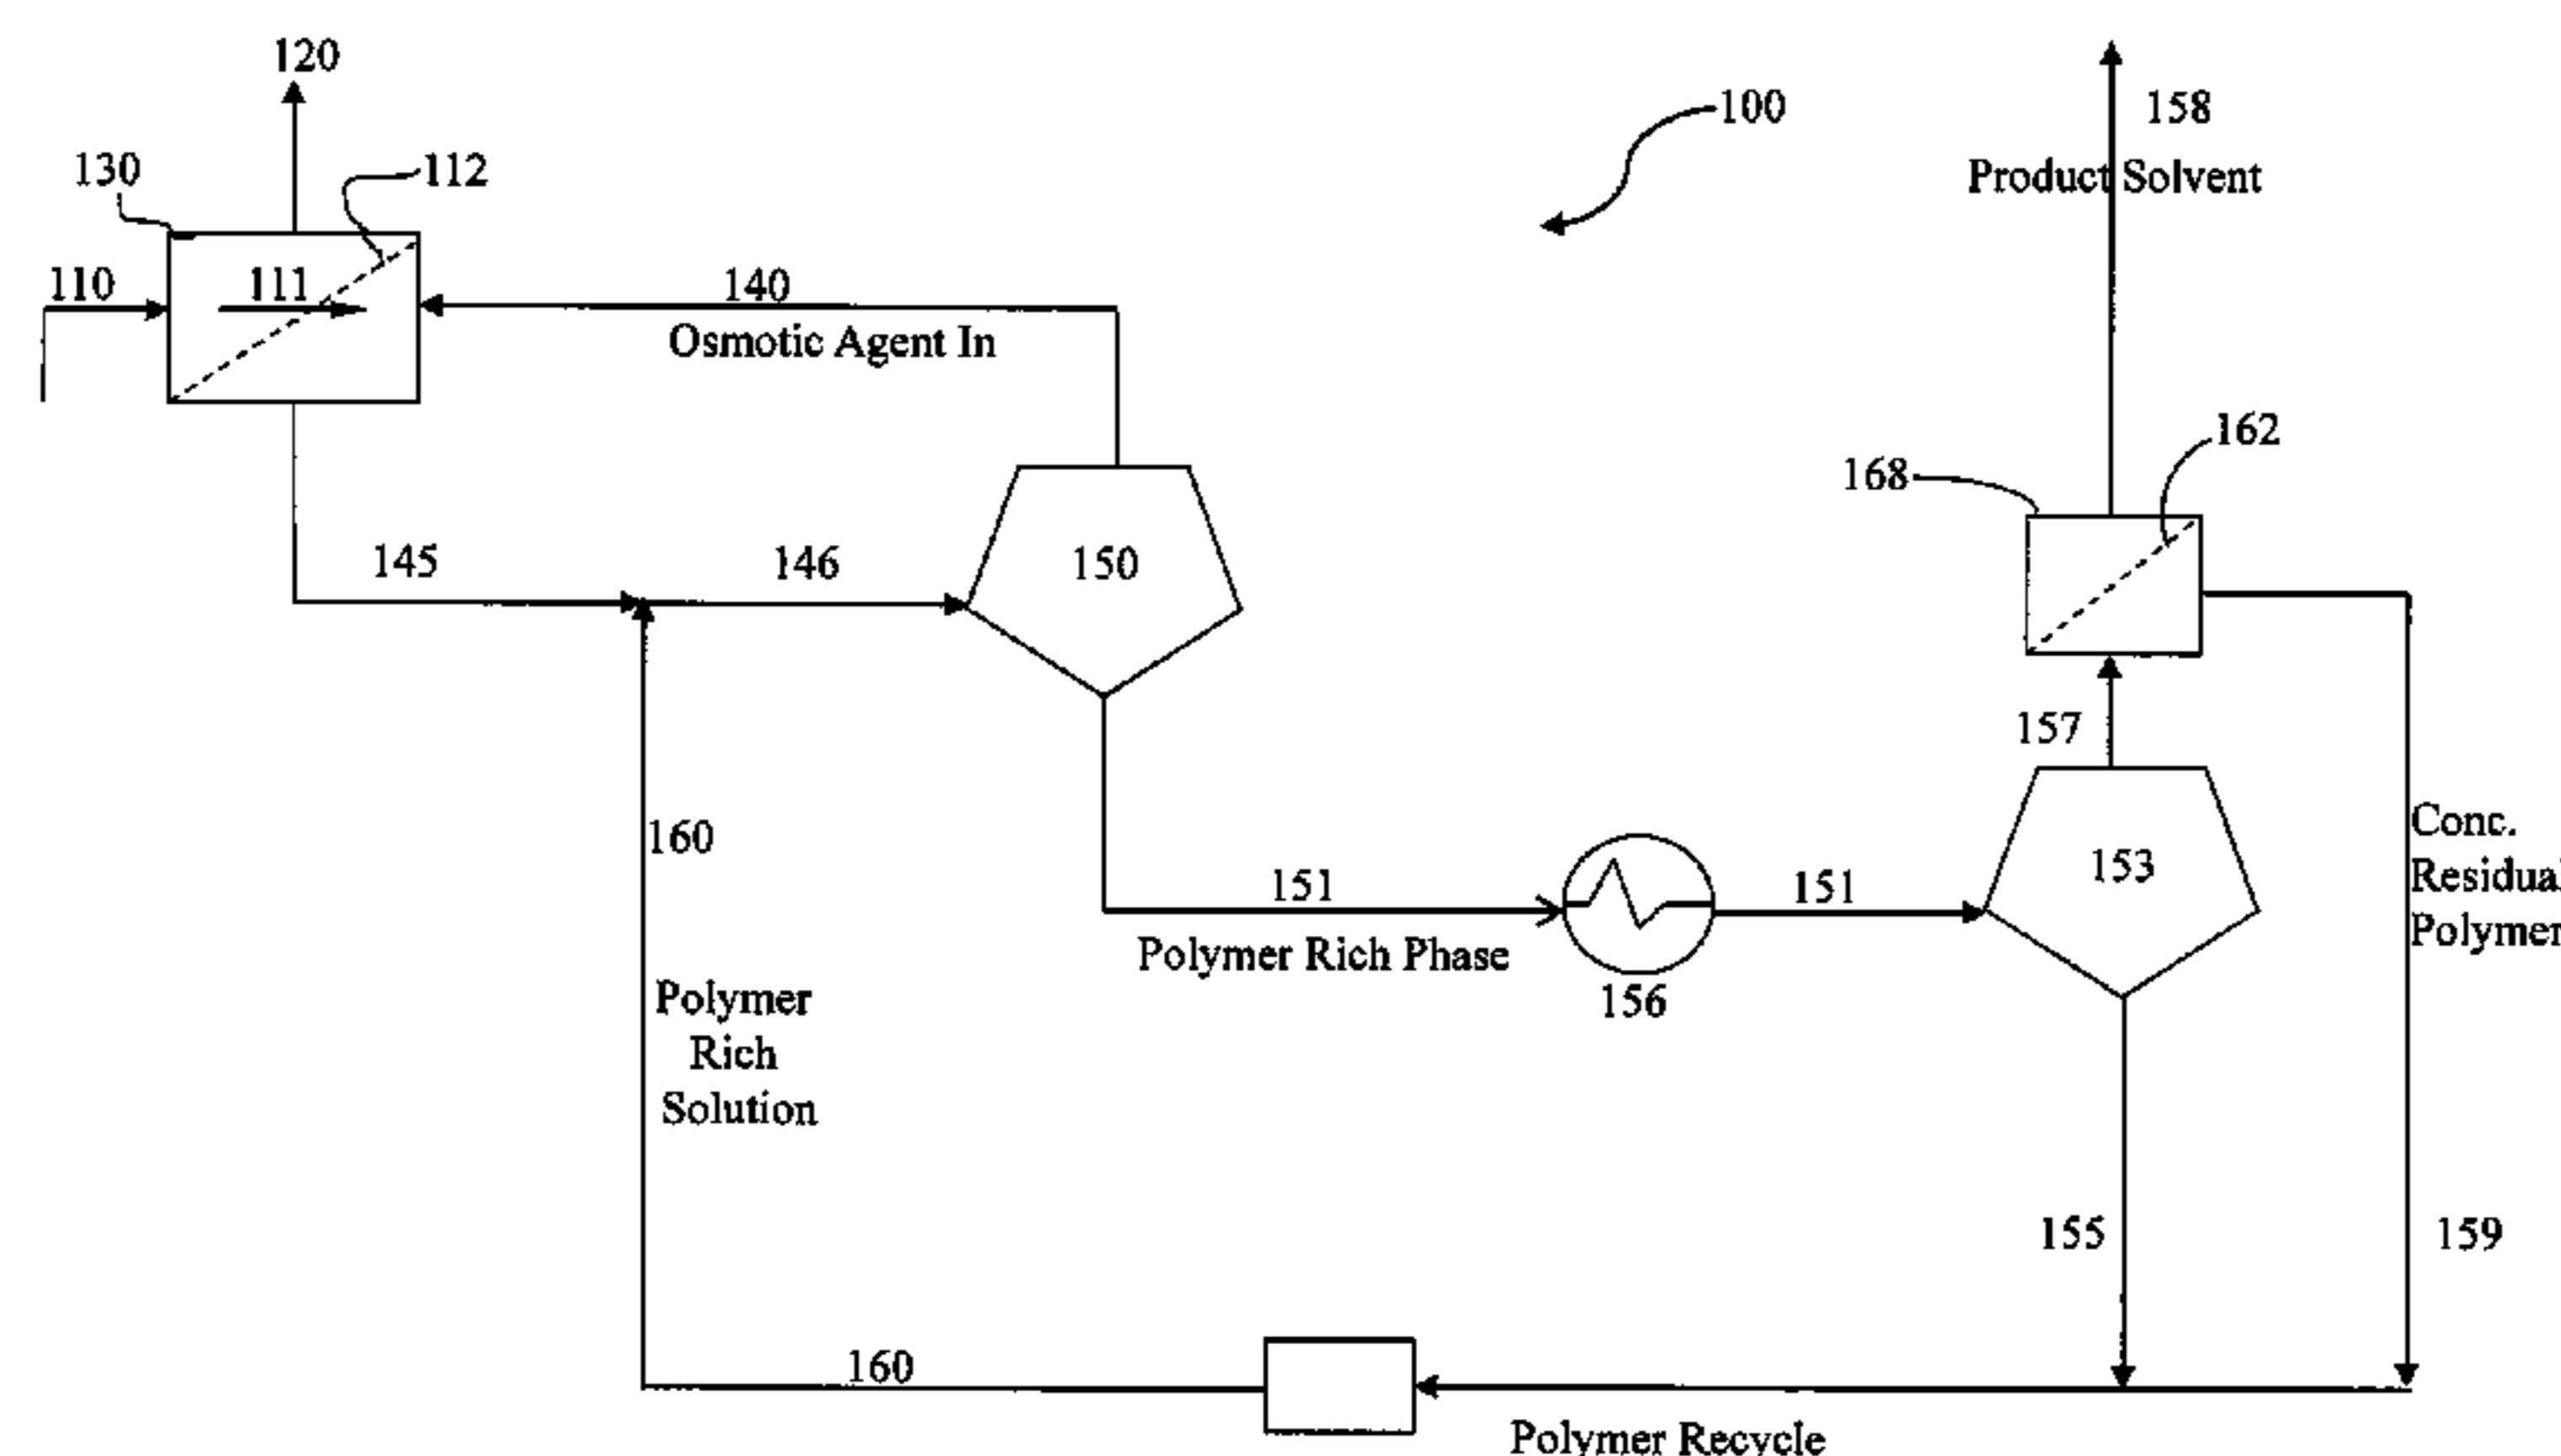 120
100
158
130
112
Product Solvent
110
111
140
Osmotic Agent In
162
168
145
146
150
157
160
Conc.
Residual
Polymer
153
151
151
Polymer Rich Phase
156
Polymer
Rich
Solution
155
159
160
Polymer Recycle